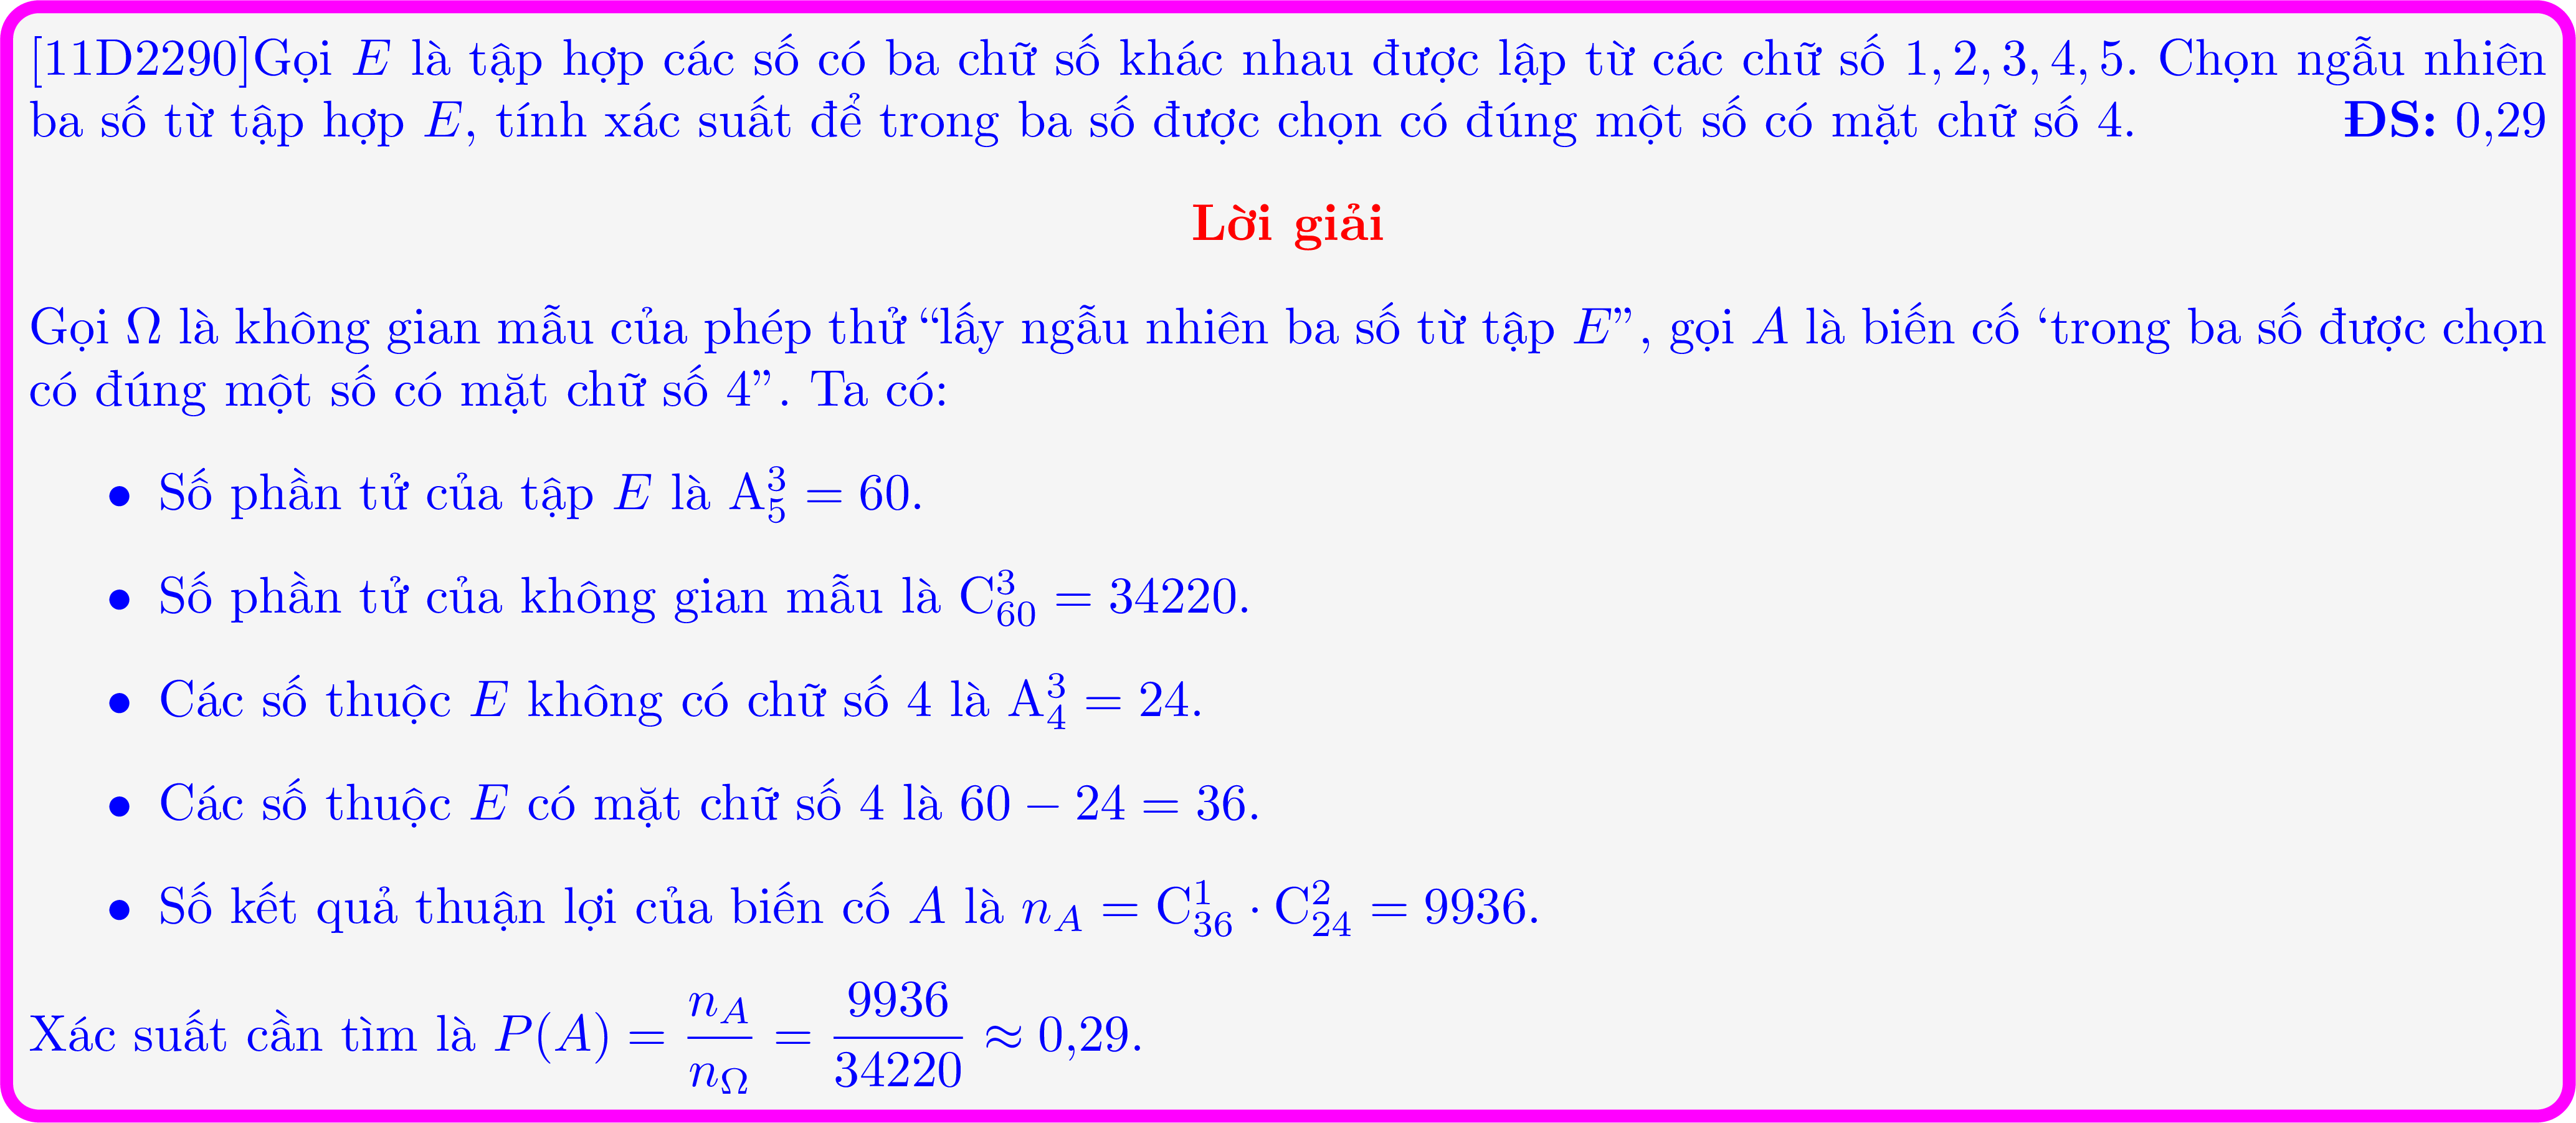 [11D2290]Gọi E là tập hợp các số có ba chữ số khác nhau được lập từ các chữ số 1, 2, 3, 4, 5. Chọn ngẫu nhiên
ba số từ tập hợp E, tính xác suất để trong ba số được chọn có đúng một số có mặt chữ số 4. ĐS: 0,29
Lời giải
Gọi Ω là không gian mẫu của phép thử “lấy ngẫu nhiên ba số từ tập E”, gọi A là biến cố ‘trong ba số được chọn
có đúng một số có mặt chữ số 4”. Ta có:
• Số phần tử của tập E là A_5^3 = 60.
• Số phần tử của không gian mẫu là C_{60}^3 = 34220.
• Các số thuộc E không có chữ số 4 là A_4^3 = 24.
• Các số thuộc E có mặt chữ số 4 là 60 − 24 = 36.
• Số kết quả thuận lợi của biến cố A là n_A = C_{36}^1 · C_{24}^2 = 9936.
Xác suất cần tìm là P(A) = \frac{n_A}{n_Ω} = \frac{9936}{34220} ≈ 0,29.